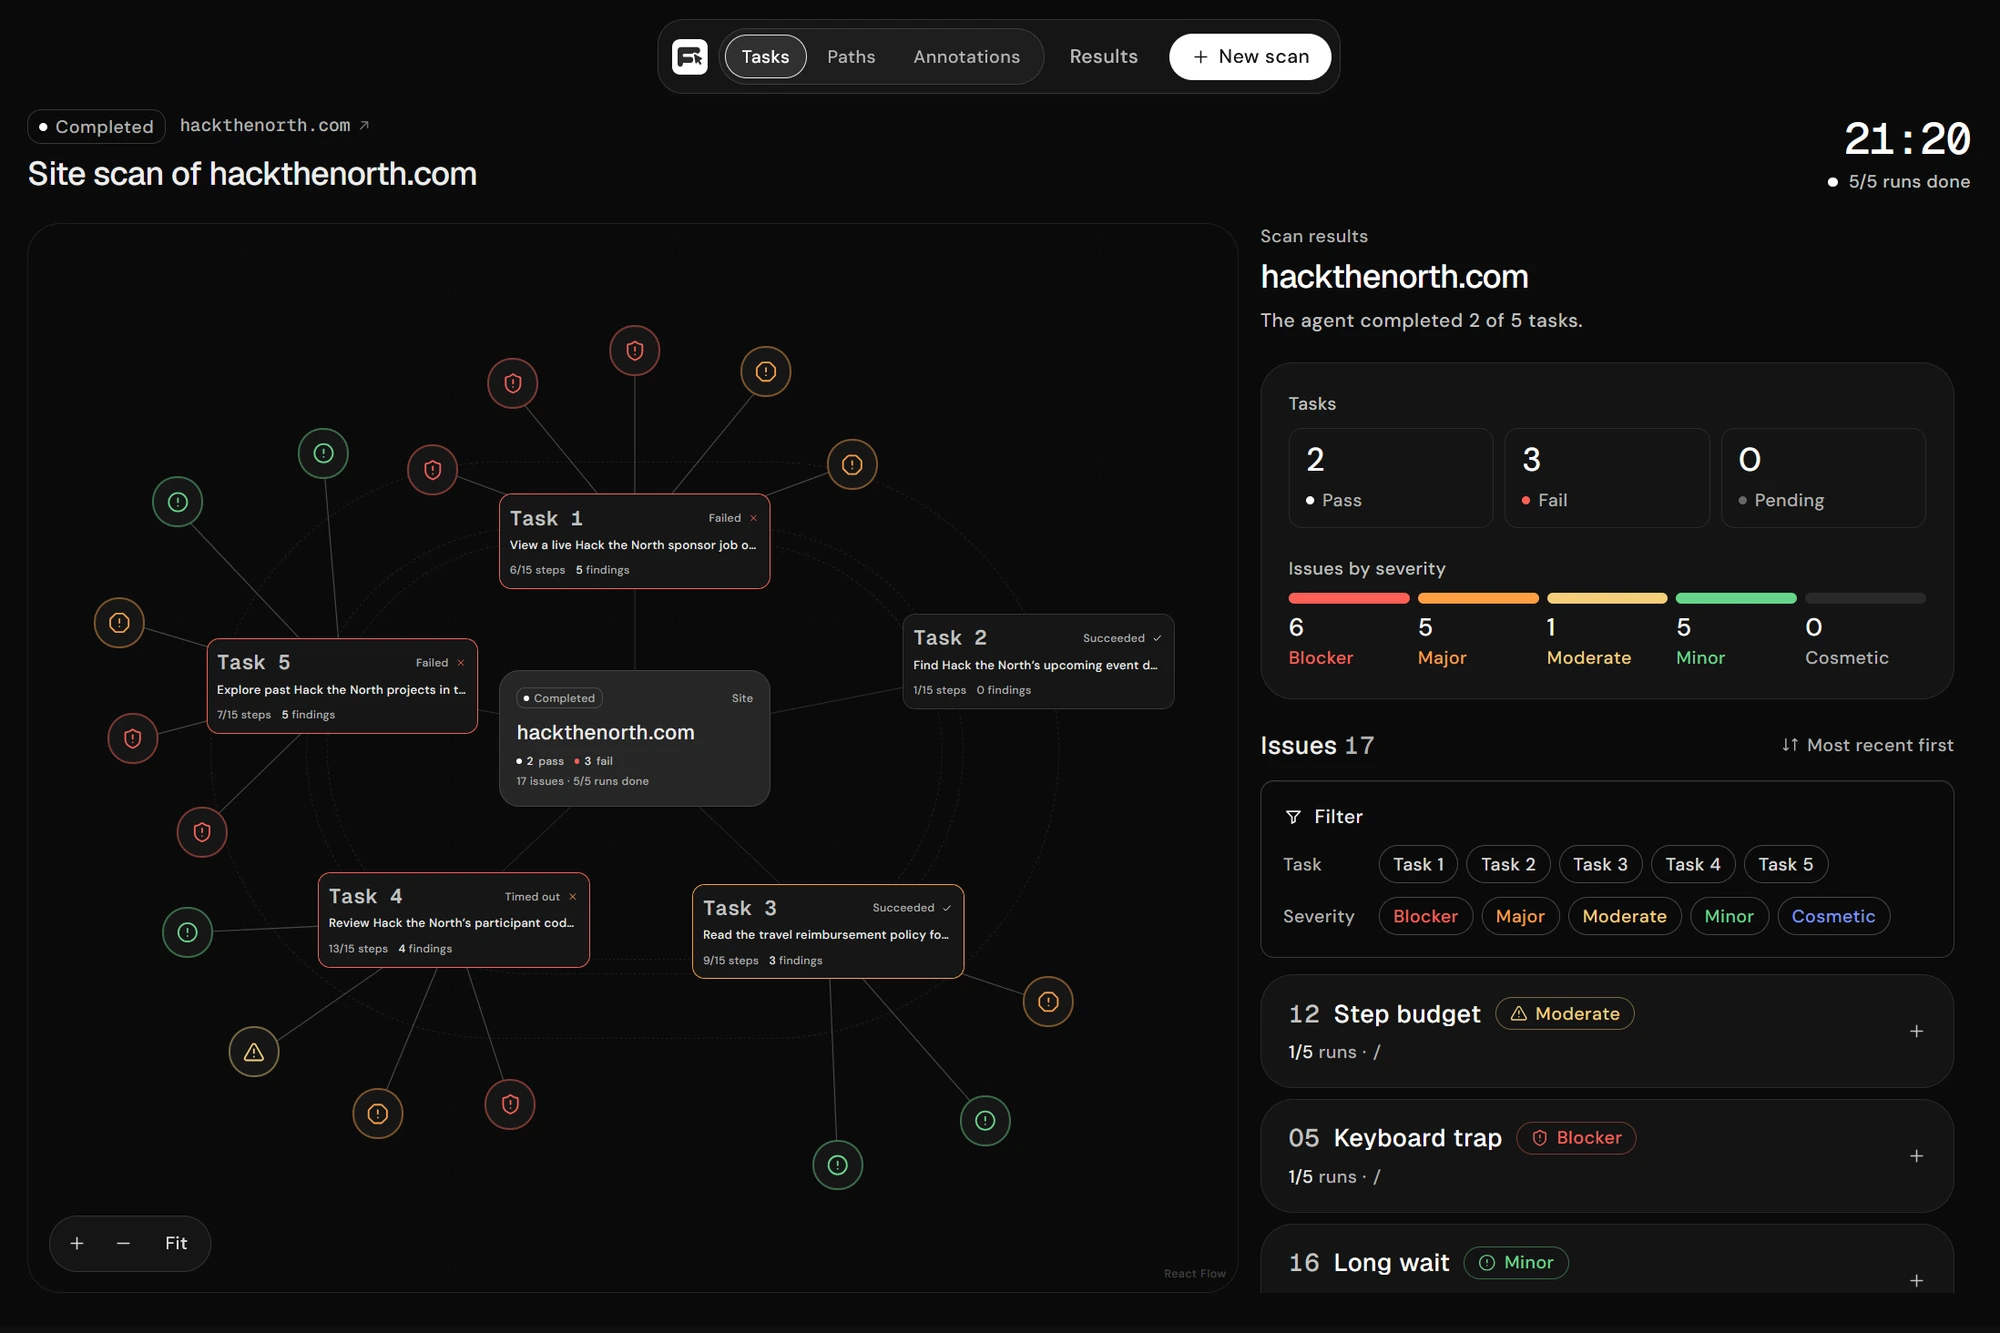 Tasks
Paths
Annotations
Results
+ New scan
Completed
hackthenorth.com ↗
Site scan of hackthenorth.com
21:20
5/5 runs done
Task 1
Failed ×
View a live Hack the North sponsor job o…
6/15 steps 5 findings
Task 2
Succeeded ✓
Find Hack the North's upcoming event d…
1/15 steps 0 findings
Task 5
Failed ×
Explore past Hack the North projects in t…
7/15 steps 5 findings
Completed
Site
hackthenorth.com
2 pass 3 fail
17 issues · 5/5 runs done
Task 4
Timed out ×
Review Hack the North's participant cod…
13/15 steps 4 findings
Task 3
Succeeded ✓
Read the travel reimbursement policy fo…
9/15 steps 3 findings
+ − Fit
React Flow
Scan results
hackthenorth.com
The agent completed 2 of 5 tasks.
Tasks
2
Pass
3
Fail
0
Pending
Issues by severity
6
Blocker
5
Major
1
Moderate
5
Minor
0
Cosmetic
Issues 17
Most recent first
Filter
Task
Task 1
Task 2
Task 3
Task 4
Task 5
Severity
Blocker
Major
Moderate
Minor
Cosmetic
12 Step budget
Moderate
1/5 runs · /
+
05 Keyboard trap
Blocker
1/5 runs · /
+
16 Long wait
Minor
+